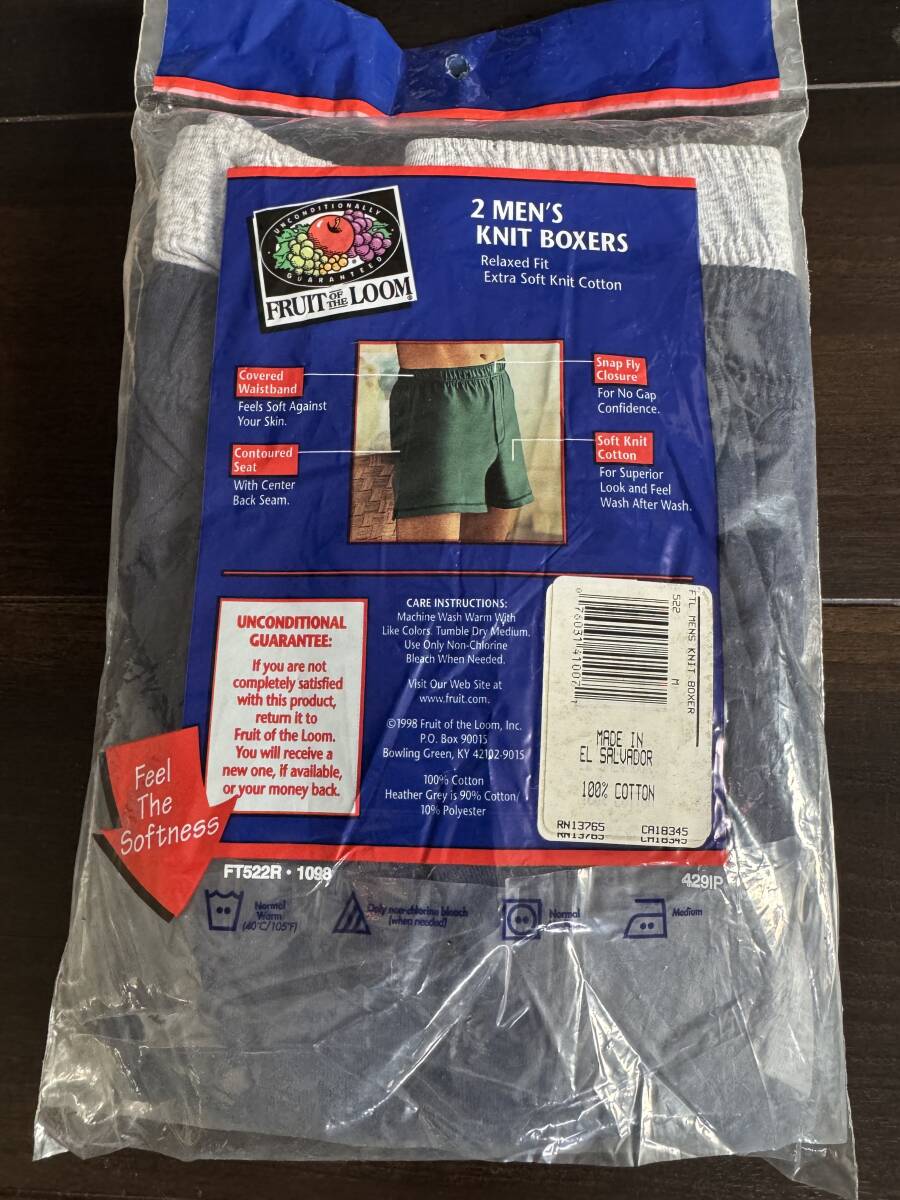 UNCONDITIONALLY
GUARANTEED
FRUIT OF THE LOOM®
2 MEN'S
KNIT BOXERS
Relaxed Fit
Extra Soft Knit Cotton
Covered
Waistband
Feels Soft Against
Your Skin.
Contoured
Seat
With Center
Back Seam.
Snap Fly
Closure
For No Gap
Confidence.
Soft Knit
Cotton
For Superior
Look and Feel
Wash After Wash.
UNCONDITIONAL
GUARANTEE:
If you are not
completely satisfied
with this product,
return it to
Fruit of the Loom.
You will receive a
new one, if available,
or your money back.
CARE INSTRUCTIONS:
Machine Wash Warm With
Like Colors. Tumble Dry Medium.
Use Only Non-Chlorine
Bleach When Needed.
Visit Our Web Site at
www.fruit.com.
©1998 Fruit of the Loom, Inc.
P.O. Box 90015
Bowling Green, KY 42102-9015
100% Cotton
Heather Grey is 90% Cotton/
10% Polyester
FTL MENS KNIT BOXER
522
M
MADE IN
EL SALVADOR
100% COTTON
RN13765 CA18345
RN13765 CA18345
Feel
The
Softness
FT522R • 1098
429IP
Normal
Warm
(40°C/105°F)
Only non-chlorine bleach
(when needed)
Normal
Medium